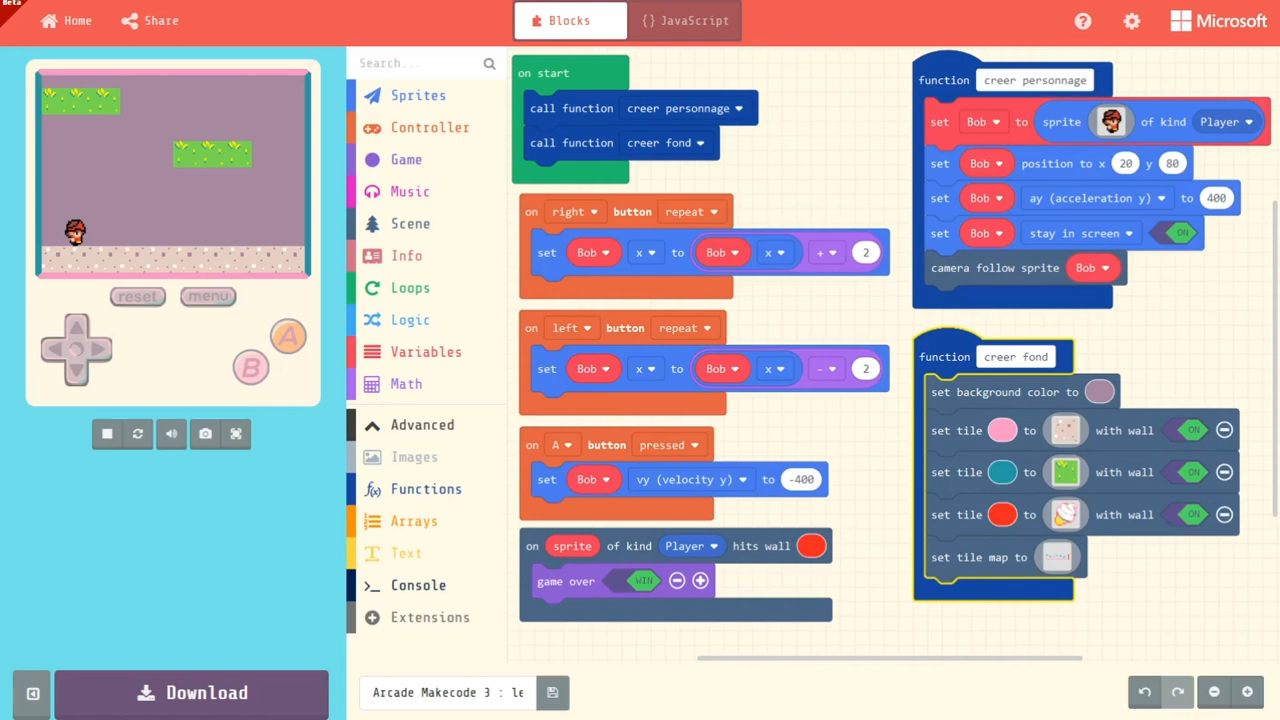 Beta
Home
Share
Blocks
{ } JavaScript
Microsoft
reset
menu
A
B
Download
Search...
Sprites
Controller
Game
Music
Scene
Info
Loops
Logic
Variables
Math
Advanced
Images
Functions
Arrays
Text
Console
Extensions
on start
call function creer personnage
call function creer fond
on right button repeat
set Bob x to Bob x + 2
on left button repeat
set Bob x to Bob x - 2
on A button pressed
set Bob vy (velocity y) to -400
on sprite of kind Player hits wall
game over WIN
function creer personnage
set Bob to sprite of kind Player
set Bob position to x 20 y 80
set Bob ay (acceleration y) to 400
set Bob stay in screen ON
camera follow sprite Bob
function creer fond
set background color to
set tile to with wall ON
set tile to with wall ON
set tile to with wall ON
set tile map to
Arcade Makecode 3 : le